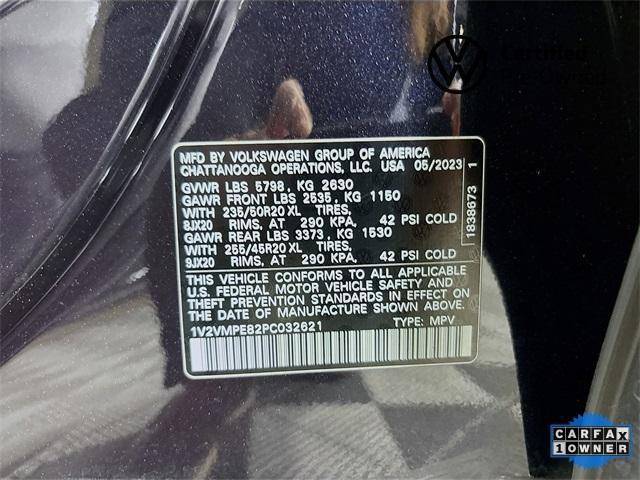 Certified
MFD BY VOLKSWAGEN GROUP OF AMERICA
CHATTANOOGA OPERATIONS, LLC. USA 05/2023
GVWR LBS 5798, KG 2630
GAWR FRONT LBS 2535, KG 1150
WITH 235/50R20 XL TIRES,
8JX20 RIMS, AT 290 KPA, 42 PSI COLD
GAWR REAR LBS 3373, KG 1530
WITH 255/45R20 XL TIRES,
9JX20 RIMS, AT 290 KPA, 42 PSI COLD
THIS VEHICLE CONFORMS TO ALL APPLICABLE
U.S. FEDERAL MOTOR VEHICLE SAFETY AND
THEFT PREVENTION STANDARDS IN EFFECT ON
THE DATE OF MANUFACTURE SHOWN ABOVE.
1V2VMPE82PC032621 TYPE: MPV
1838673 1
CARFAX
1 OWNER